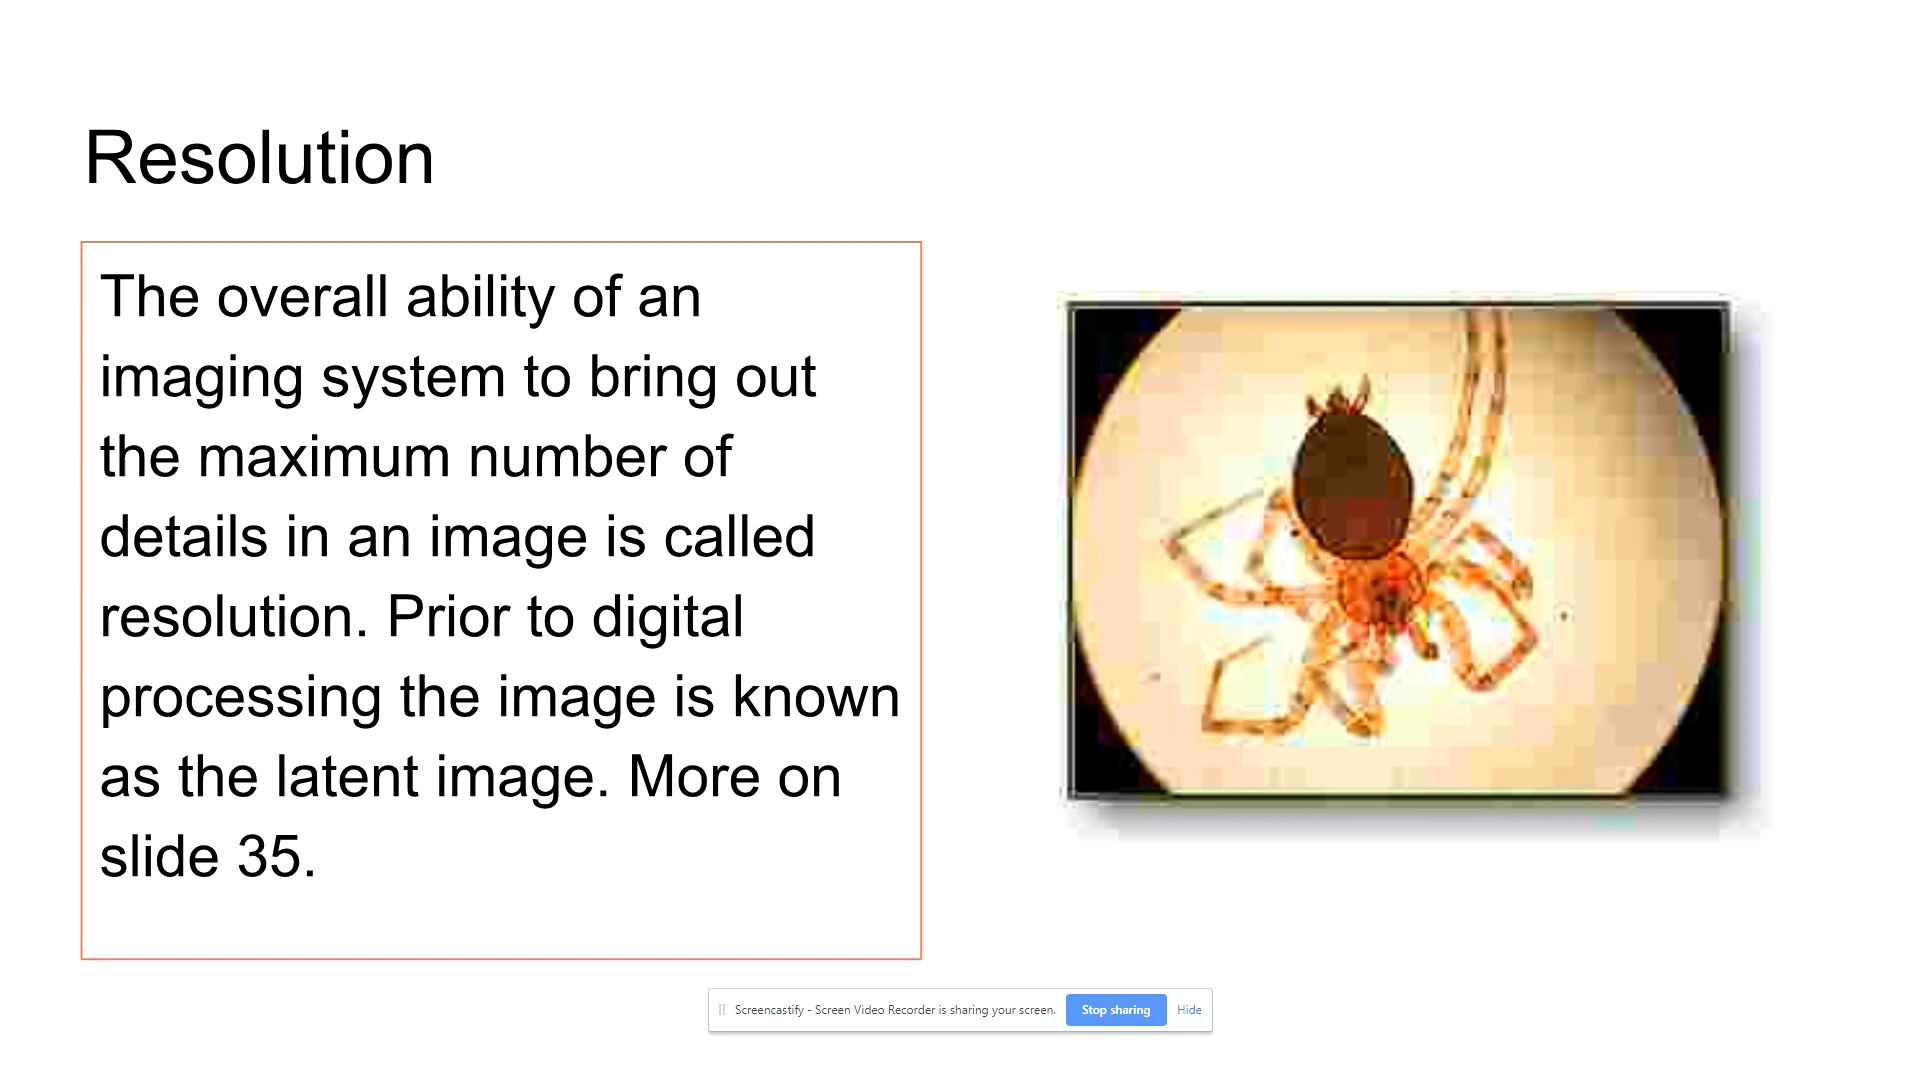 Resolution
The overall ability of an
imaging system to bring out
the maximum number of
details in an image is called
resolution. Prior to digital
processing the image is known
as the latent image. More on
slide 35.
Screencastify - Screen Video Recorder is sharing your screen. Stop sharing Hide